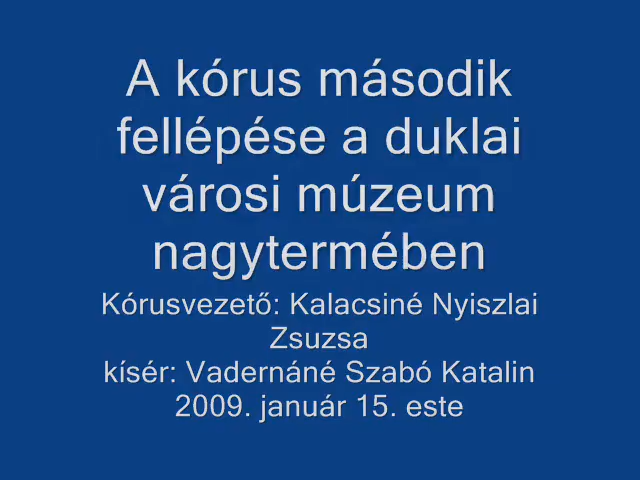 A kórus második
fellépése a duklai
városi múzeum
nagytermében
Kórusvezető: Kalacsiné Nyiszlai
Zsuzsa
kísér: Vadernáné Szabó Katalin
2009. január 15. este